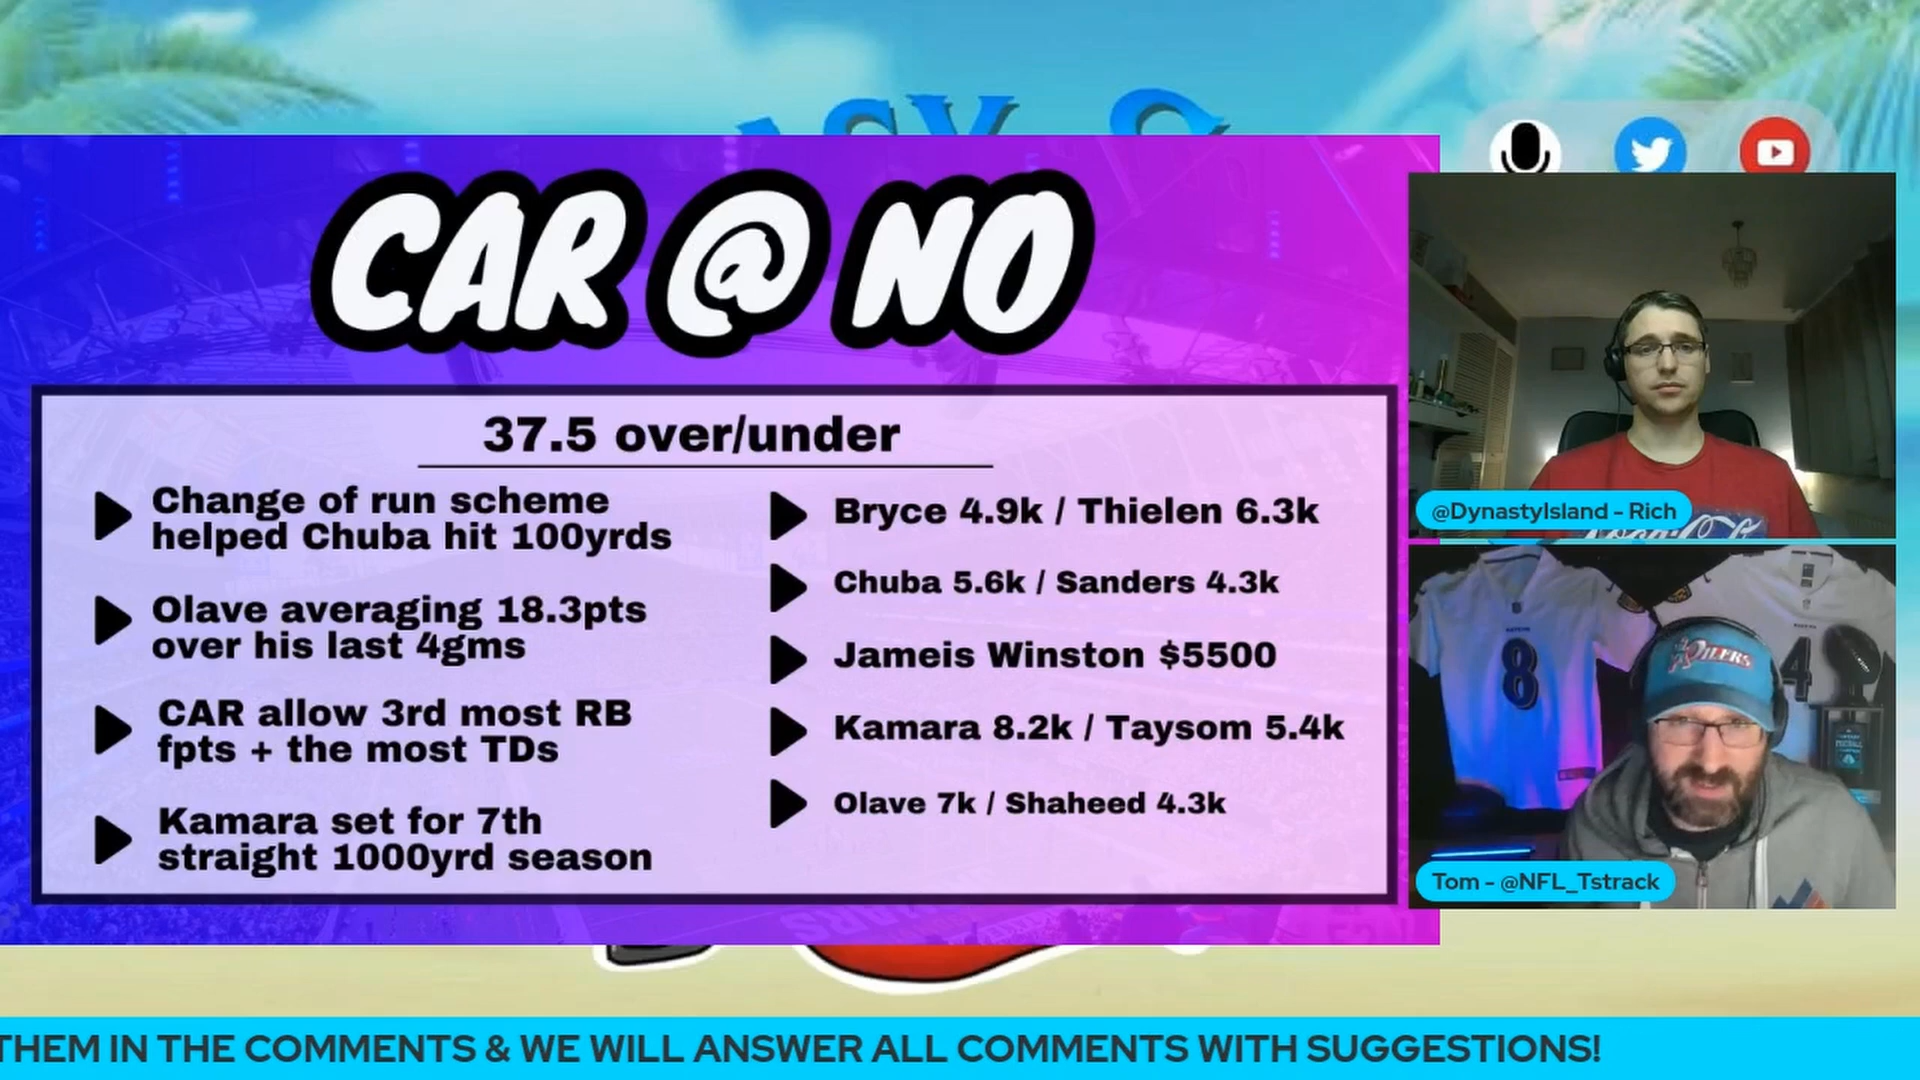 CAR @ NO
37.5 over/under
Change of run scheme
helped Chuba hit 100yrds
Olave averaging 18.3pts
over his last 4gms
CAR allow 3rd most RB
fpts + the most TDs
Kamara set for 7th
straight 1000yrd season
Bryce 4.9k / Thielen 6.3k
Chuba 5.6k / Sanders 4.3k
Jameis Winston $5500
Kamara 8.2k / Taysom 5.4k
Olave 7k / Shaheed 4.3k
@DynastyIsland - Rich
8
4
OILERS
Tom - @NFL_Tstrack
THEM IN THE COMMENTS & WE WILL ANSWER ALL COMMENTS WITH SUGGESTIONS!